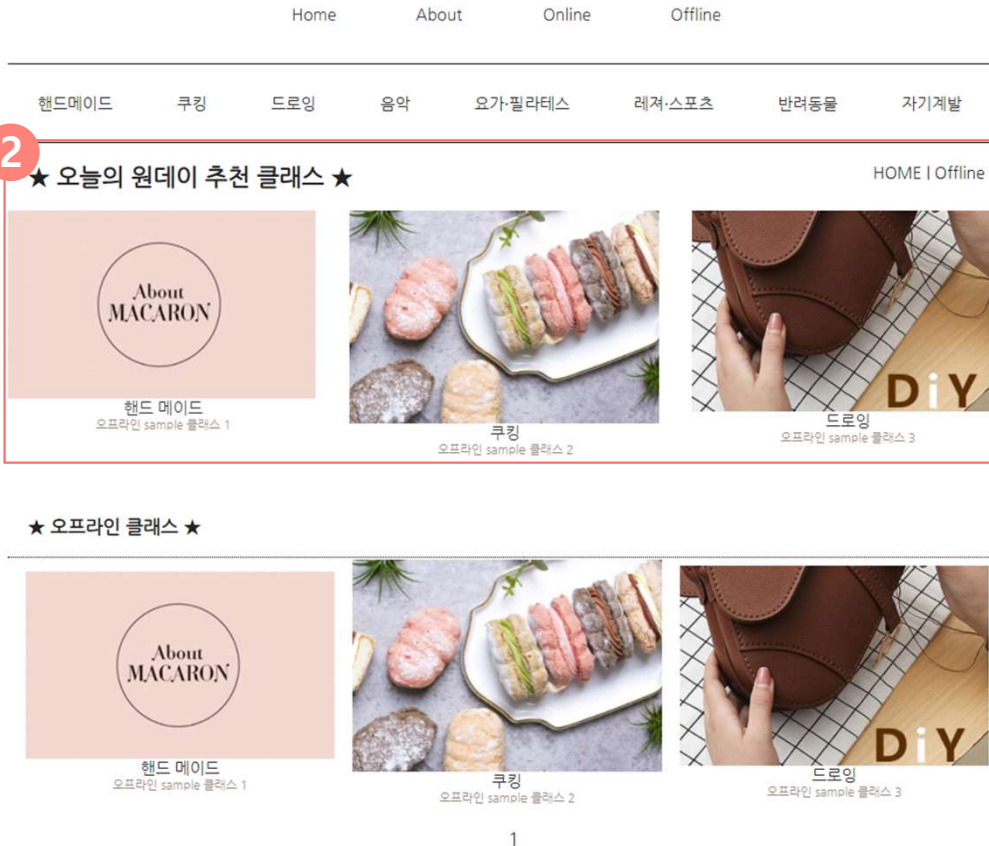 Home About Online Offline
핸드메이드 쿠킹 드로잉 음악 요가·필라테스 레져·스포츠 반려동물 자기계발
2
★ 오늘의 원데이 추천 클래스 ★
HOME | Offline
About
MACARON
DiY
핸드 메이드
오프라인 sample 클래스 1
쿠킹
오프라인 sample 클래스 2
드로잉
오프라인 sample 클래스 3
★ 오프라인 클래스 ★
About
MACARON
DiY
핸드 메이드
오프라인 sample 클래스 1
쿠킹
오프라인 sample 클래스 2
드로잉
오프라인 sample 클래스 3
1